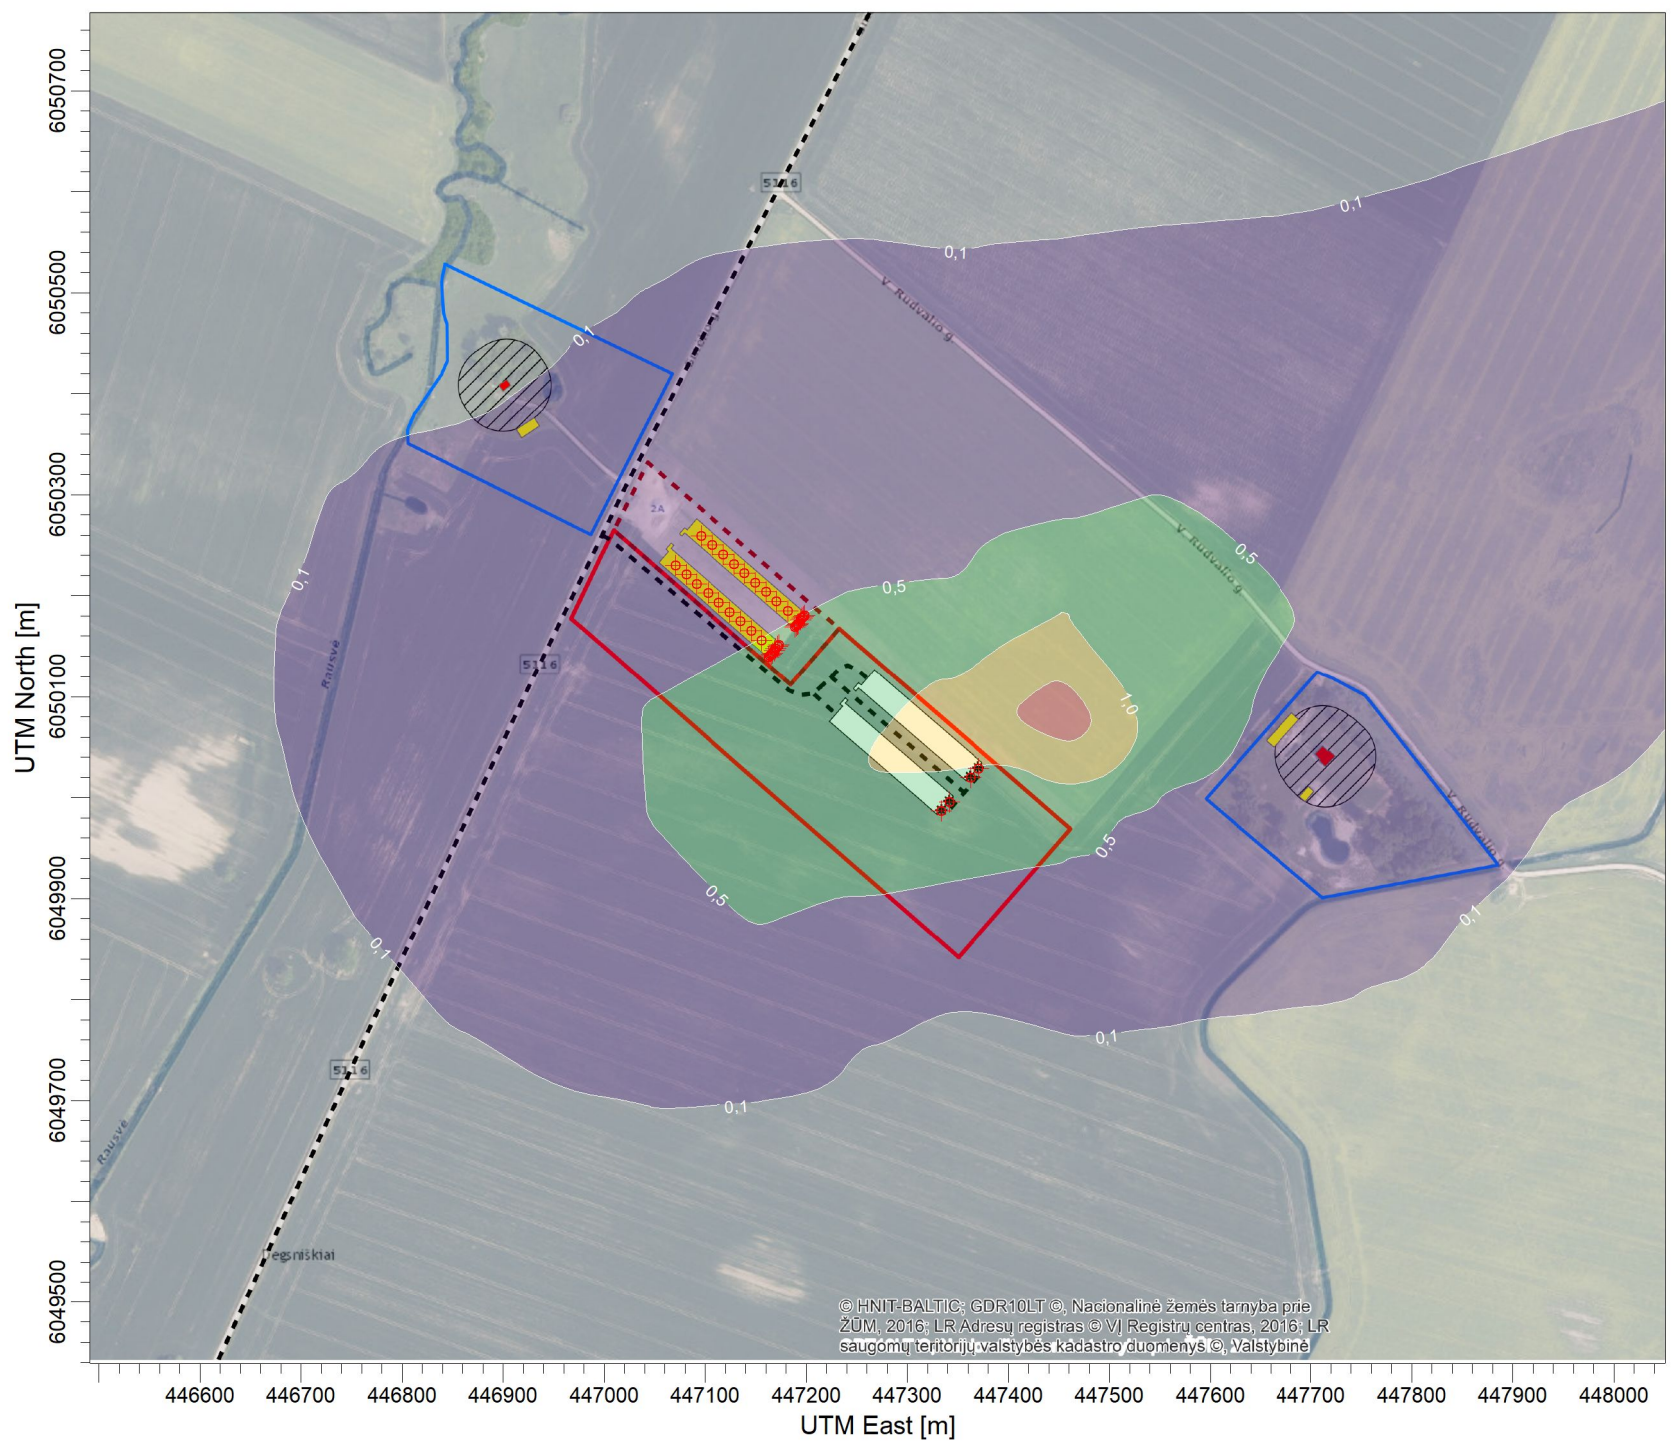 6050700
6050500
6050300
6050100
6049900
6049700
6049500
UTM North [m]
5116
0,1
0,1
V. Rudvalio g
0,1
2A
0,5
V. Rudvalio g
0,5
0,1
Rausvė
5116
1,0
V. Rudvalio g
0,5
0,5
0,1
0,1
0,1
5116
0,1
Rausvė
Degsniškiai
© HNIT-BALTIC; GDR10LT ©, Nacionalinė žemės tarnyba prie
ŽŪM, 2016; LR Adresų registras © VĮ Registrų centras, 2016; LR
saugomų teritorijų valstybės kadastro duomenys ©, Valstybinė
446600 446700 446800 446900 447000 447100 447200 447300 447400 447500 447600 447700 447800 447900 448000
UTM East [m]